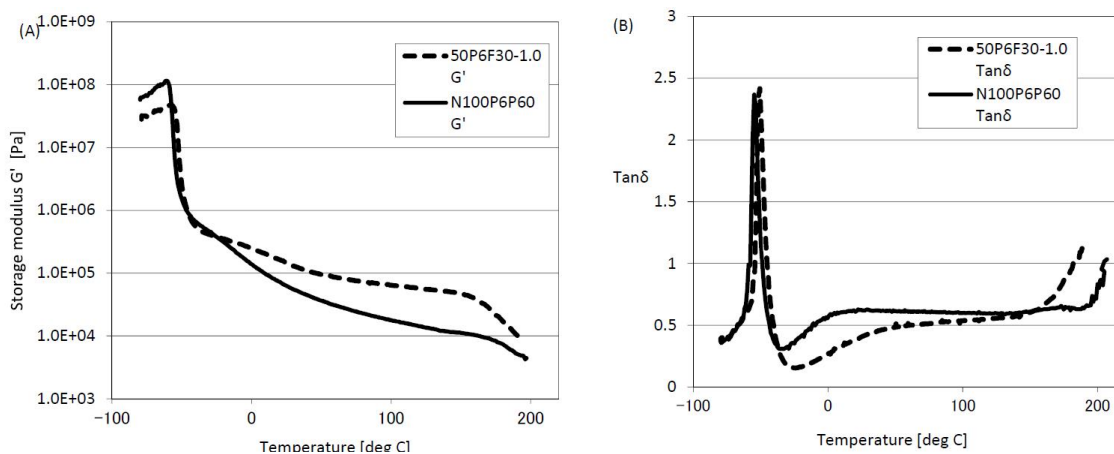 (A)
1.0E+09
1.0E+08
1.0E+07
1.0E+06
1.0E+05
1.0E+04
1.0E+03
Storage modulus G' [Pa]
50P6F30-1.0
G'
N100P6P60
G'
−100
0
100
200
Temperature [deg C]
(B)
3
2.5
2
1.5
1
0.5
0
Tanδ
50P6F30-1.0
Tanδ
N100P6P60
Tanδ
−100
0
100
200
Temperature [deg C]